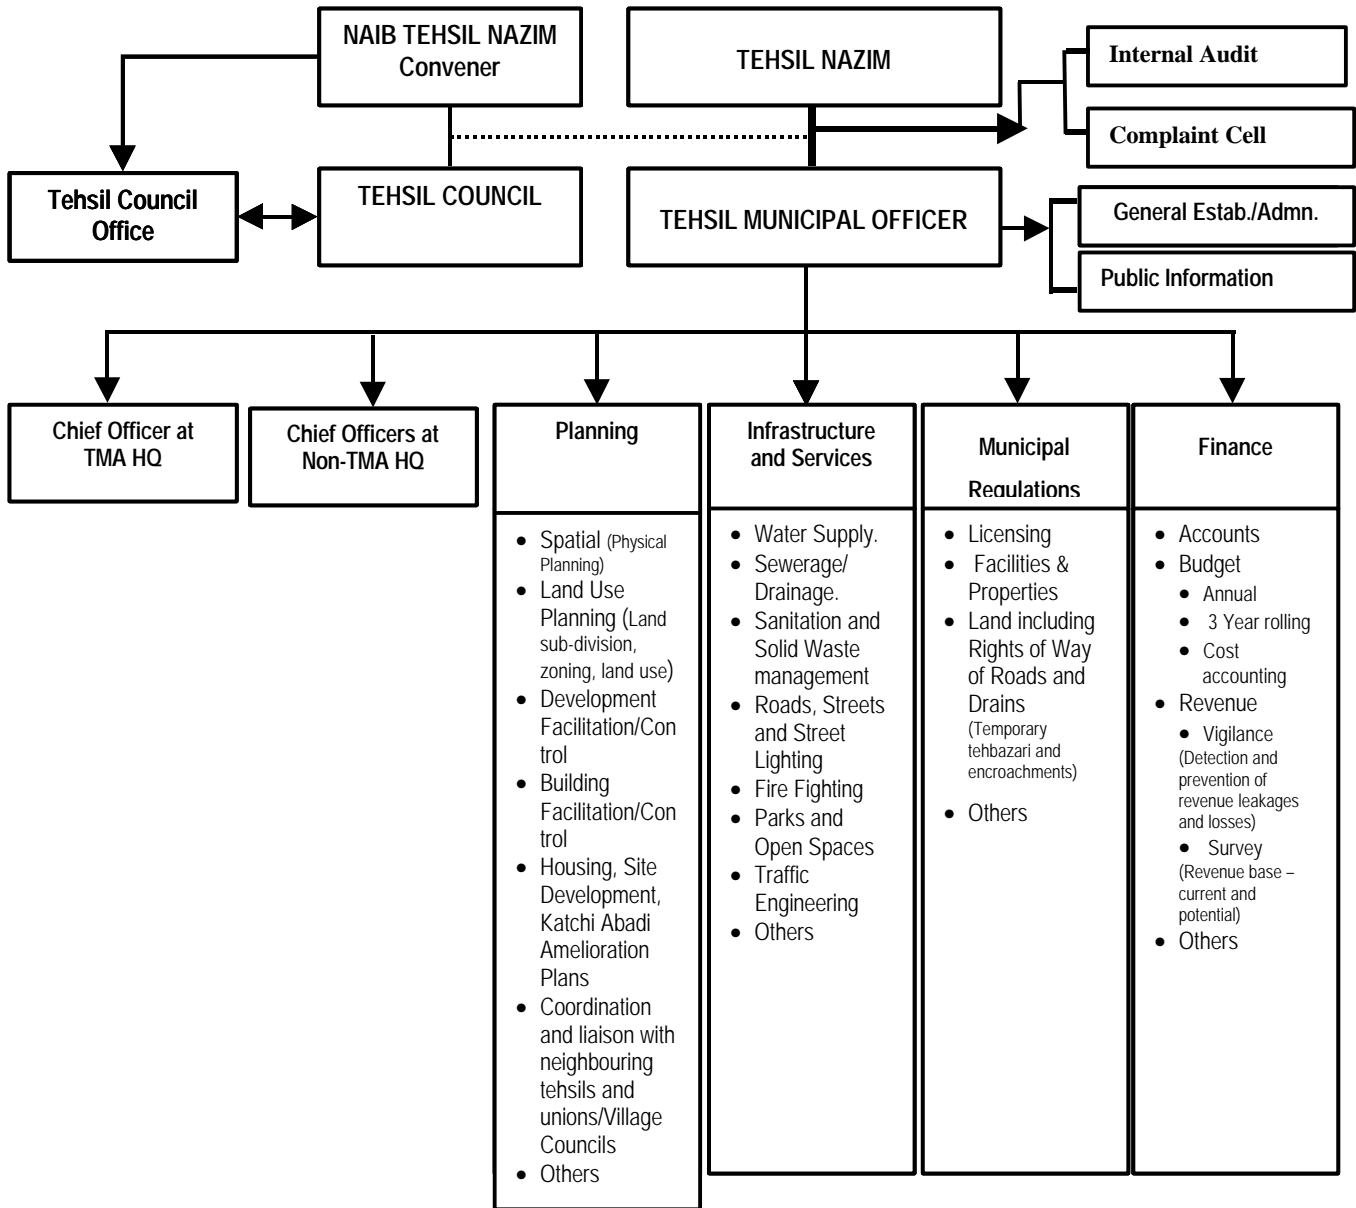 NAIB TEHSIL NAZIM
Convener
TEHSIL NAZIM
Internal Audit
Complaint Cell
Tehsil Council
Office
TEHSIL COUNCIL
TEHSIL MUNICIPAL OFFICER
General Estab./Admn.
Public Information
Chief Officer at
TMA HQ
Chief Officers at
Non-TMA HQ
Planning
• Spatial (Physical
Planning)
• Land Use
Planning (Land
sub-division,
zoning, land use)
• Development
Facilitation/Con
trol
• Building
Facilitation/Con
trol
• Housing, Site
Development,
Katchi Abadi
Amelioration
Plans
• Coordination
and liaison with
neighbouring
tehsils and
unions/Village
Councils
• Others
Infrastructure
and Services
• Water Supply.
• Sewerage/
Drainage.
• Sanitation and
Solid Waste
management
• Roads, Streets
and Street
Lighting
• Fire Fighting
• Parks and
Open Spaces
• Traffic
Engineering
• Others
Municipal
Regulations
• Licensing
• Facilities &
Properties
• Land including
Rights of Way
of Roads and
Drains
(Temporary
tehbazari and
encroachments)
• Others
Finance
• Accounts
• Budget
• Annual
• 3 Year rolling
• Cost
accounting
• Revenue
• Vigilance
(Detection and
prevention of
revenue leakages
and losses)
• Survey
(Revenue base –
current and
potential)
• Others